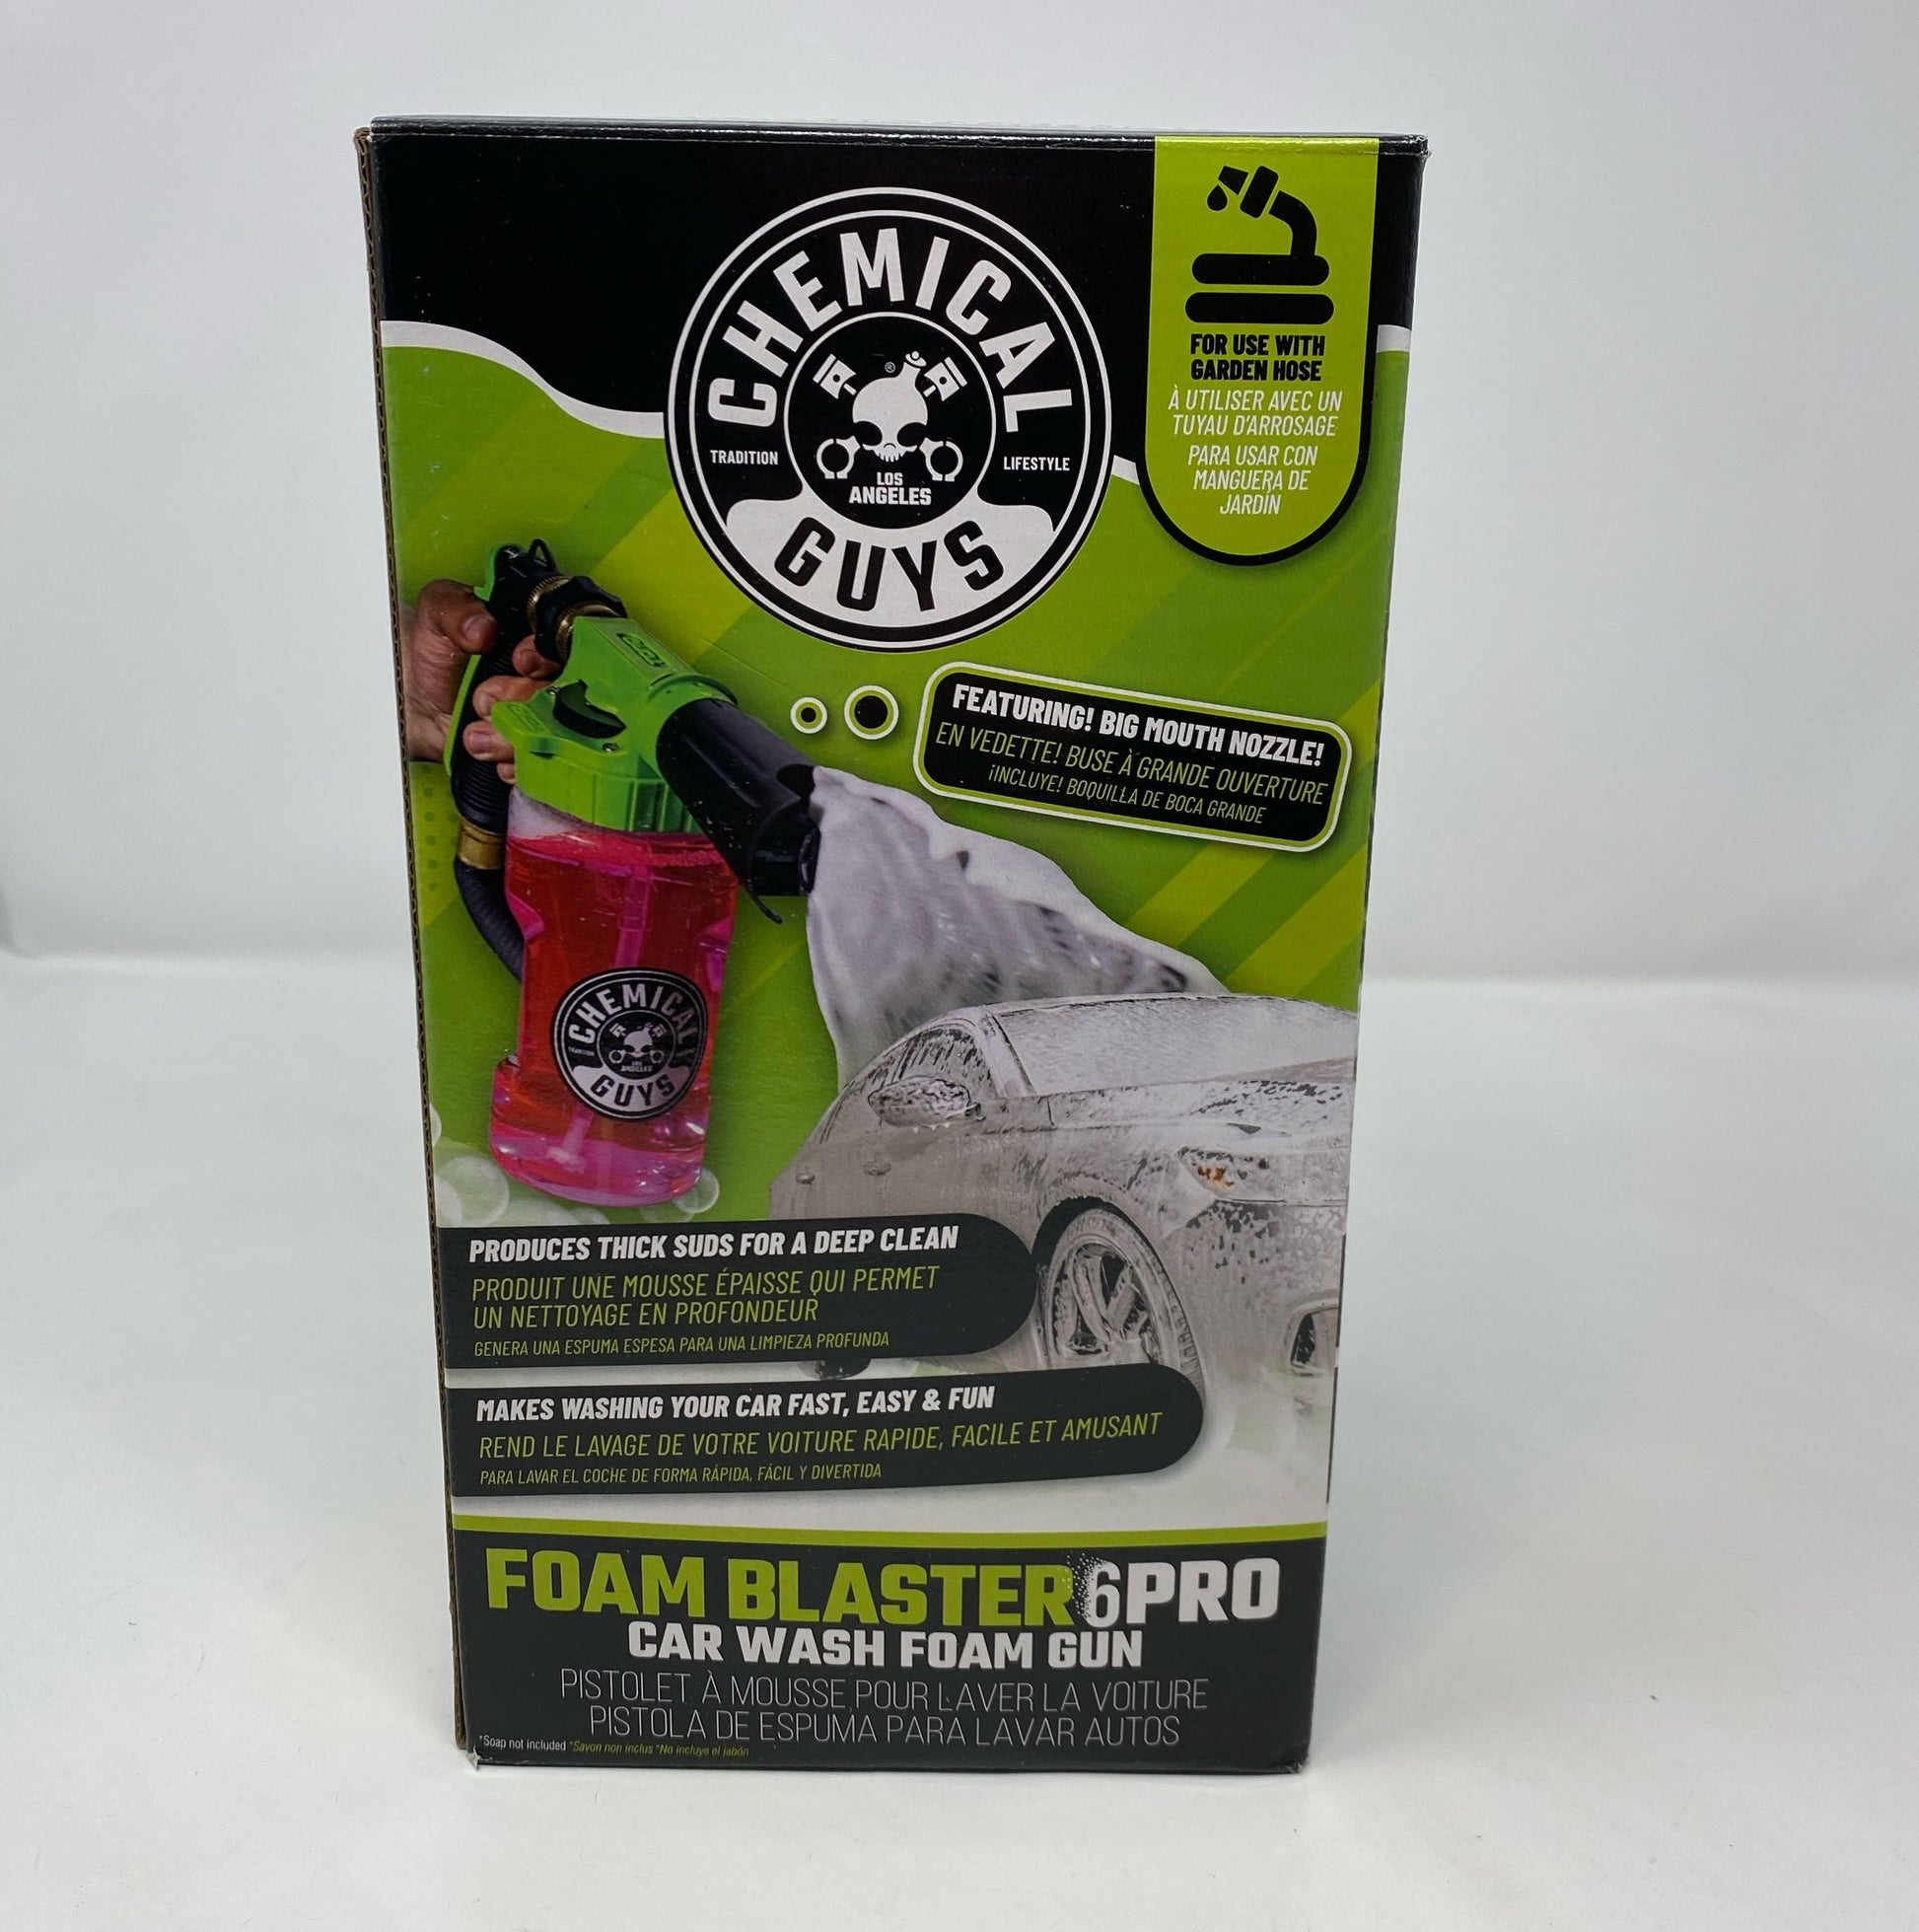 CHEMICAL
TRADITION
LIFESTYLE
®
LOS
ANGELES
GUYS
FOR USE WITH
GARDEN HOSE
À UTILISER AVEC UN
TUYAU D'ARROSAGE
PARA USAR CON
MANGUERA DE
JARDÍN
FEATURING! BIG MOUTH NOZZLE!
EN VEDETTE! BUSE À GRANDE OUVERTURE
¡INCLUYE! BOQUILLA DE BOCA GRANDE
CHEMICAL
LOS
ANGELES
GUYS
PRODUCES THICK SUDS FOR A DEEP CLEAN
PRODUIT UNE MOUSSE ÉPAISSE QUI PERMET
UN NETTOYAGE EN PROFONDEUR
GENERA UNA ESPUMA ESPESA PARA UNA LIMPIEZA PROFUNDA
MAKES WASHING YOUR CAR FAST, EASY & FUN
REND LE LAVAGE DE VOTRE VOITURE RAPIDE, FACILE ET AMUSANT
PARA LAVAR EL COCHE DE FORMA RÁPIDA, FÁCIL Y DIVERTIDA
FOAM BLASTER 6 PRO
CAR WASH FOAM GUN
PISTOLET À MOUSSE POUR LAVER LA VOITURE
PISTOLA DE ESPUMA PARA LAVAR AUTOS
*Soap not included *Savon non inclus *No incluye el jabón